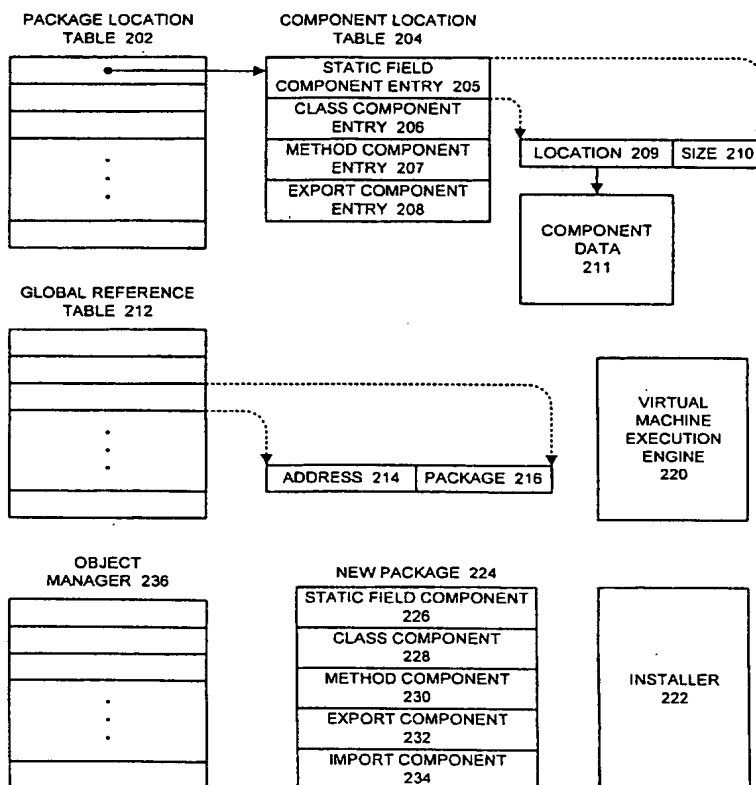 PACKAGE LOCATION
TABLE 202
COMPONENT LOCATION
TABLE 204
STATIC FIELD
COMPONENT ENTRY 205
CLASS COMPONENT
ENTRY 206
METHOD COMPONENT
ENTRY 207
EXPORT COMPONENT
ENTRY 208
LOCATION 209
SIZE 210
COMPONENT
DATA
211
GLOBAL REFERENCE
TABLE 212
ADDRESS 214
PACKAGE 216
VIRTUAL
MACHINE
EXECUTION
ENGINE
220
OBJECT
MANAGER 236
NEW PACKAGE 224
STATIC FIELD COMPONENT
226
CLASS COMPONENT
228
METHOD COMPONENT
230
EXPORT COMPONENT
232
IMPORT COMPONENT
234
INSTALLER
222